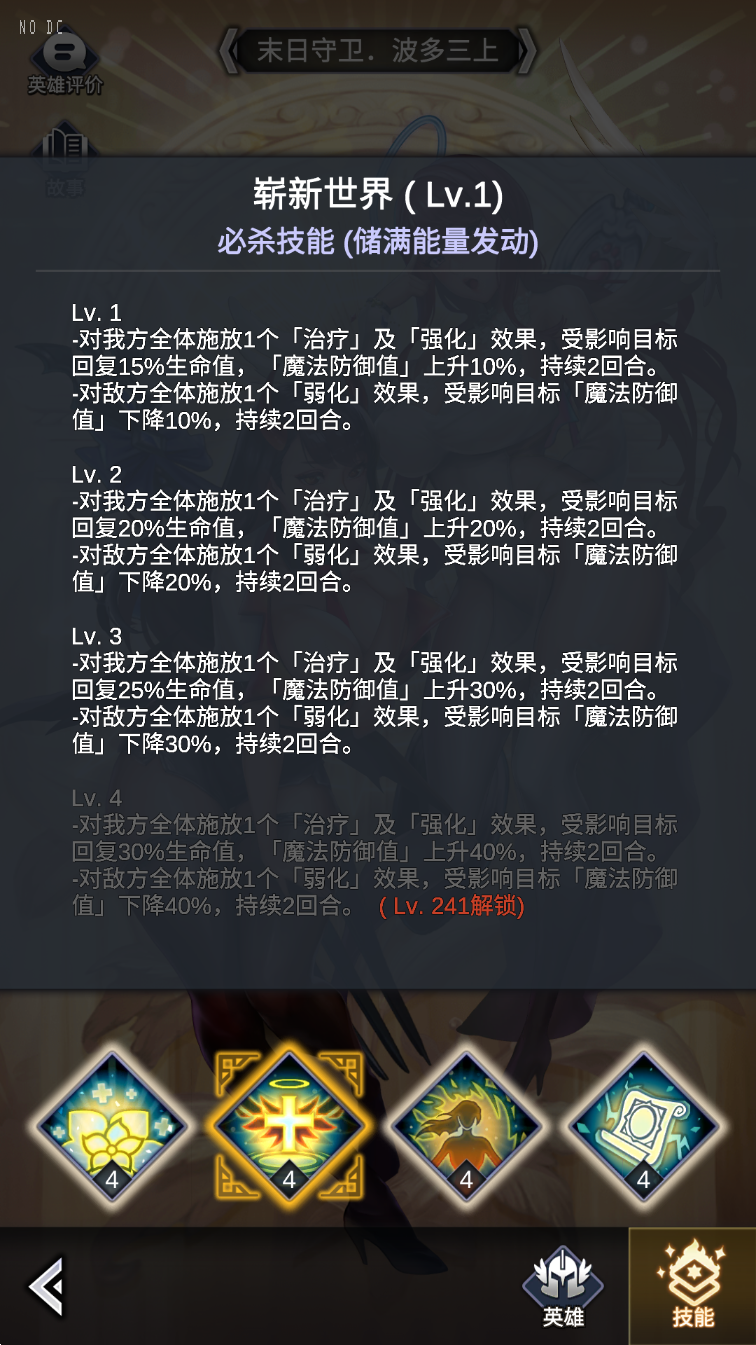 NO DC
英雄评价
末日守卫．波多三上
故事
崭新世界 ( Lv.1)
必杀技能 (储满能量发动)
Lv. 1
-对我方全体施放1个「治疗」及「强化」效果，受影响目标
回复15%生命值，「魔法防御值」上升10%，持续2回合。
-对敌方全体施放1个「弱化」效果，受影响目标「魔法防御
值」下降10%，持续2回合。
Lv. 2
-对我方全体施放1个「治疗」及「强化」效果，受影响目标
回复20%生命值，「魔法防御值」上升20%，持续2回合。
-对敌方全体施放1个「弱化」效果，受影响目标「魔法防御
值」下降20%，持续2回合。
Lv. 3
-对我方全体施放1个「治疗」及「强化」效果，受影响目标
回复25%生命值，「魔法防御值」上升30%，持续2回合。
-对敌方全体施放1个「弱化」效果，受影响目标「魔法防御
值」下降30%，持续2回合。
Lv. 4
-对我方全体施放1个「治疗」及「强化」效果，受影响目标
回复30%生命值，「魔法防御值」上升40%，持续2回合。
-对敌方全体施放1个「弱化」效果，受影响目标「魔法防御
值」下降40%，持续2回合。 ( Lv. 241解锁)
4 4 4 4
英雄 技能